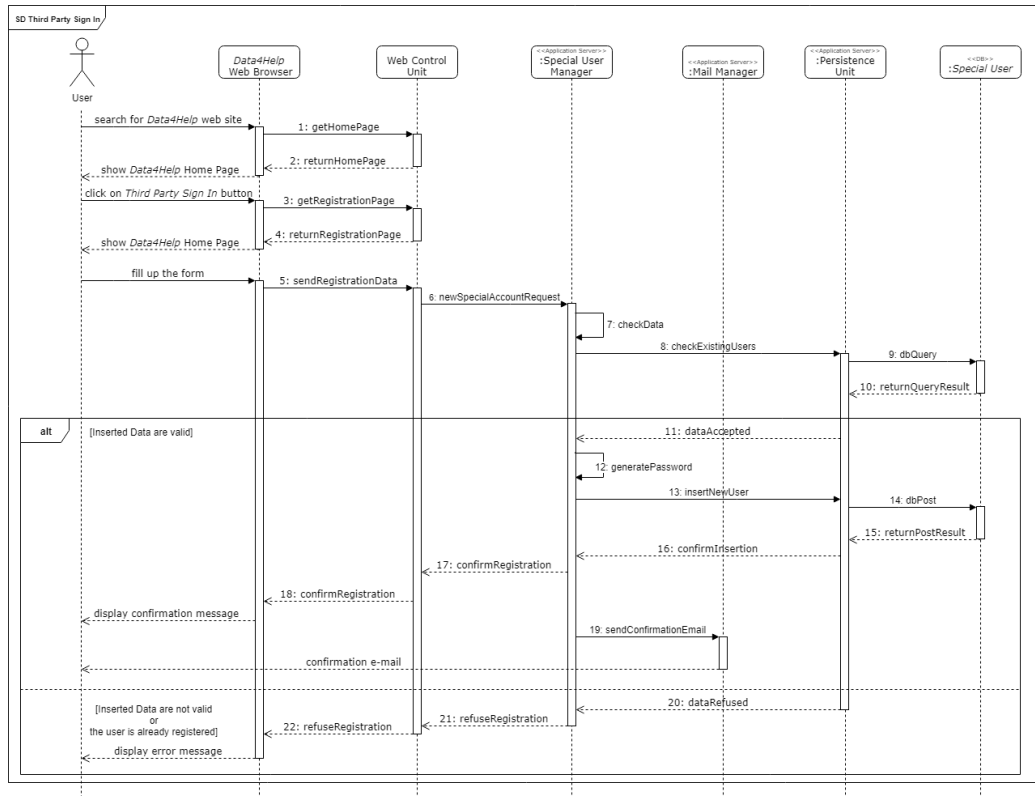 SD Third Party Sign In
User
Data4Help
Web Browser
Web Control
Unit
<<Application Server>>
:Special User
Manager
<<Application Server>>
:Mail Manager
<<Application Server>>
:Persistence
Unit
<<DB>>
:Special User
search for Data4Help web site
1: getHomePage
2: returnHomePage
show Data4Help Home Page
click on Third Party Sign In button
3: getRegistrationPage
4: returnRegistrationPage
show Data4Help Home Page
fill up the form
5: sendRegistrationData
6: newSpecialAccountRequest
7: checkData
8: checkExistingUsers
9: dbQuery
10: returnQueryResult
alt
[Inserted Data are valid]
11: dataAccepted
12: generatePassword
13: insertNewUser
14: dbPost
15: returnPostResult
16: confirmInsertion
17: confirmRegistration
18: confirmRegistration
display confirmation message
19: sendConfirmationEmail
confirmation e-mail
[Inserted Data are not valid
or
the user is already registered]
20: dataRefused
21: refuseRegistration
22: refuseRegistration
display error message